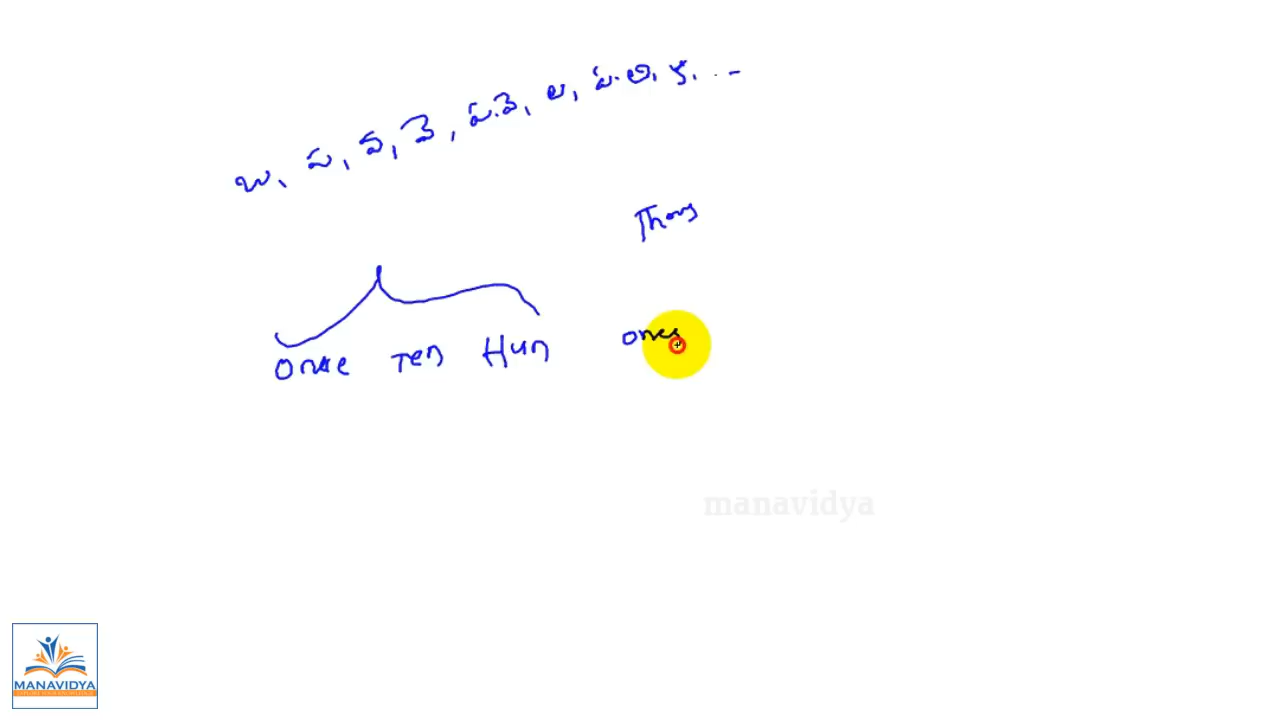 ఒ, ప, వ, వే, ప.వే, ల, ప.ల, కో, . . –
Thous
ones
ones Ten Hun
manavidya
MANAVIDYA